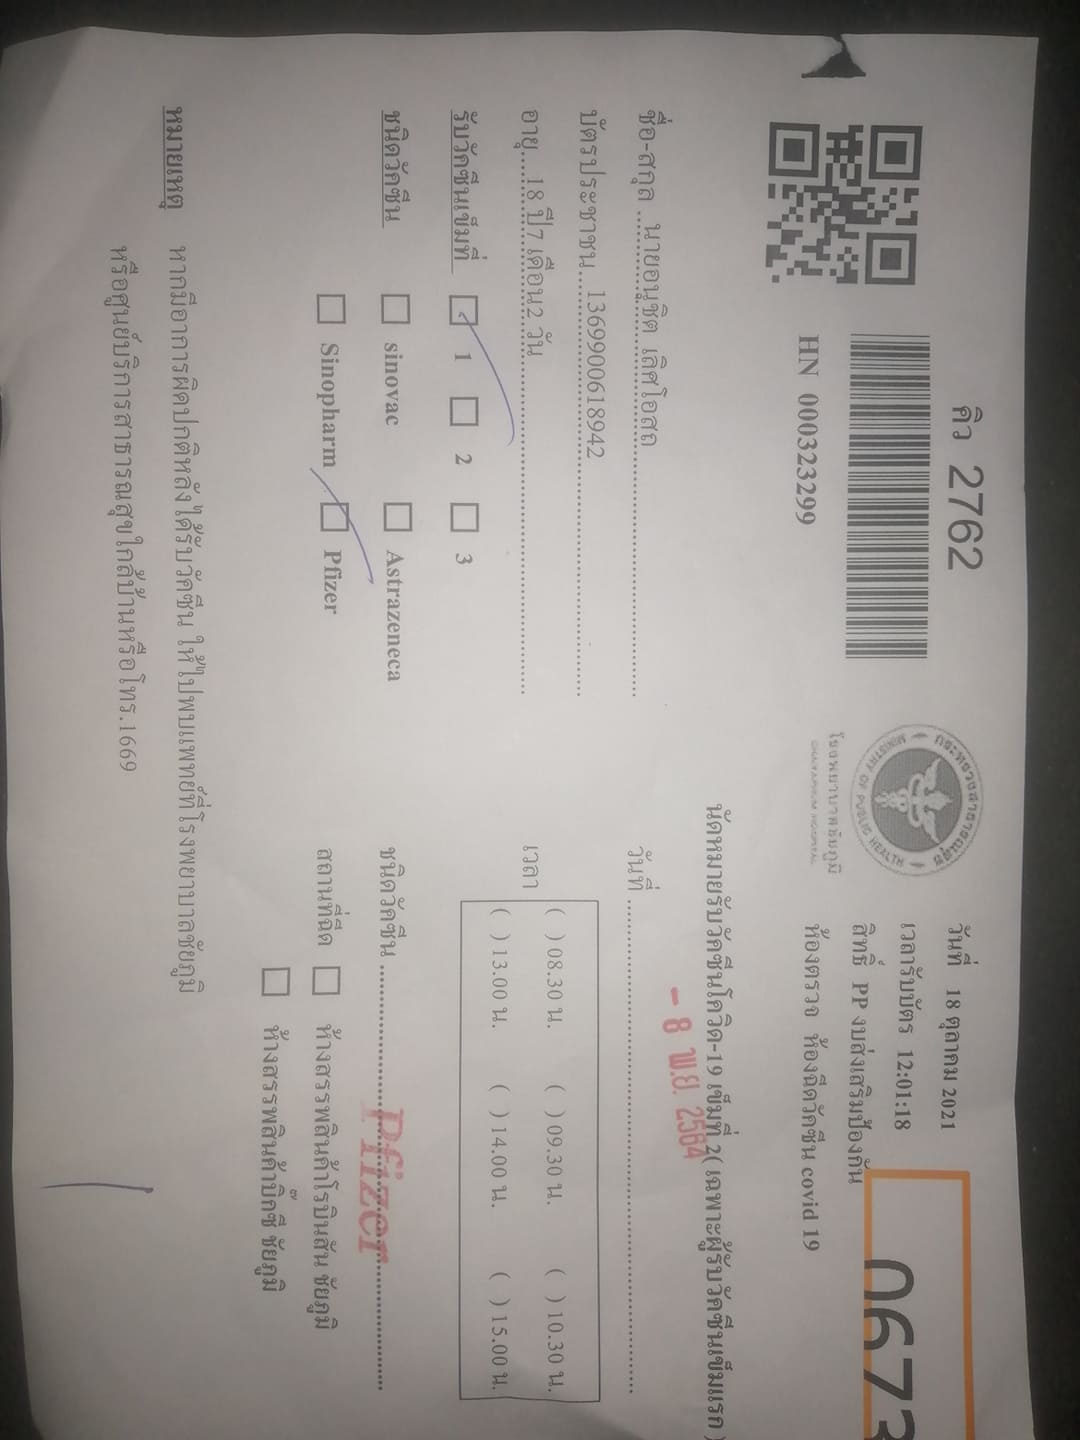 คิว 2762
HN 000323299
กระทรวงสาธารณสุข
MINISTRY OF PUBLIC HEALTH
โรงพยาบาลชัยภูมิ
CHAIYAPHUM HOSPITAL
วันที่ 18 ตุลาคม 2021
เวลารับบัตร 12:01:18
สิทธิ์ PP งบส่งเสริมป้องกัน
ห้องตรวจ ห้องฉีดวัคซีน covid 19
0673
ชื่อ-สกุล นายอนุชิต เลิศโอสถ
บัตรประชาชน 1369900618942
อายุ 18 ปี7 เดือน2 วัน
รับวัคซีนเข็มที่ 1 2 3
ชนิดวัคซีน sinovac Astrazeneca
Sinopharm Pfizer
นัดหมายรับวัคซีนโควิด-19 เข็มที่ 2( เฉพาะผู้รับวัคซีนเข็มแรก )
วันที่ - 8 พ.ย. 2564
เวลา ( ) 08.30 น. ( ) 09.30 น. ( ) 10.30 น.
( ) 13.00 น. ( ) 14.00 น. ( ) 15.00 น.
ชนิดวัคซีน Pfizer
สถานที่ฉีด ห้างสรรพสินค้าโรบินสัน ชัยภูมิ
ห้างสรรพสินค้าบิ๊กซี ชัยภูมิ
หมายเหตุ หากมีอาการผิดปกติหลังได้รับวัคซีน ให้ไปพบแพทย์ที่โรงพยาบาลชัยภูมิ
หรือศูนย์บริการสาธารณสุขใกล้บ้านหรือโทร.1669